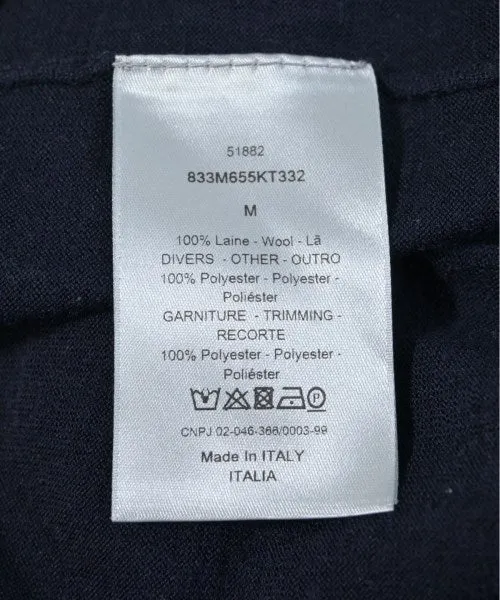 51882
833M655KT332
M
100% Laine - Wool - Lã
DIVERS - OTHER - OUTRO
100% Polyester - Polyester -
Poliéster
GARNITURE - TRIMMING -
RECORTE
100% Polyester - Polyester -
Poliéster
P
CNPJ 02-046-366/0003-99
Made in ITALY
ITALIA